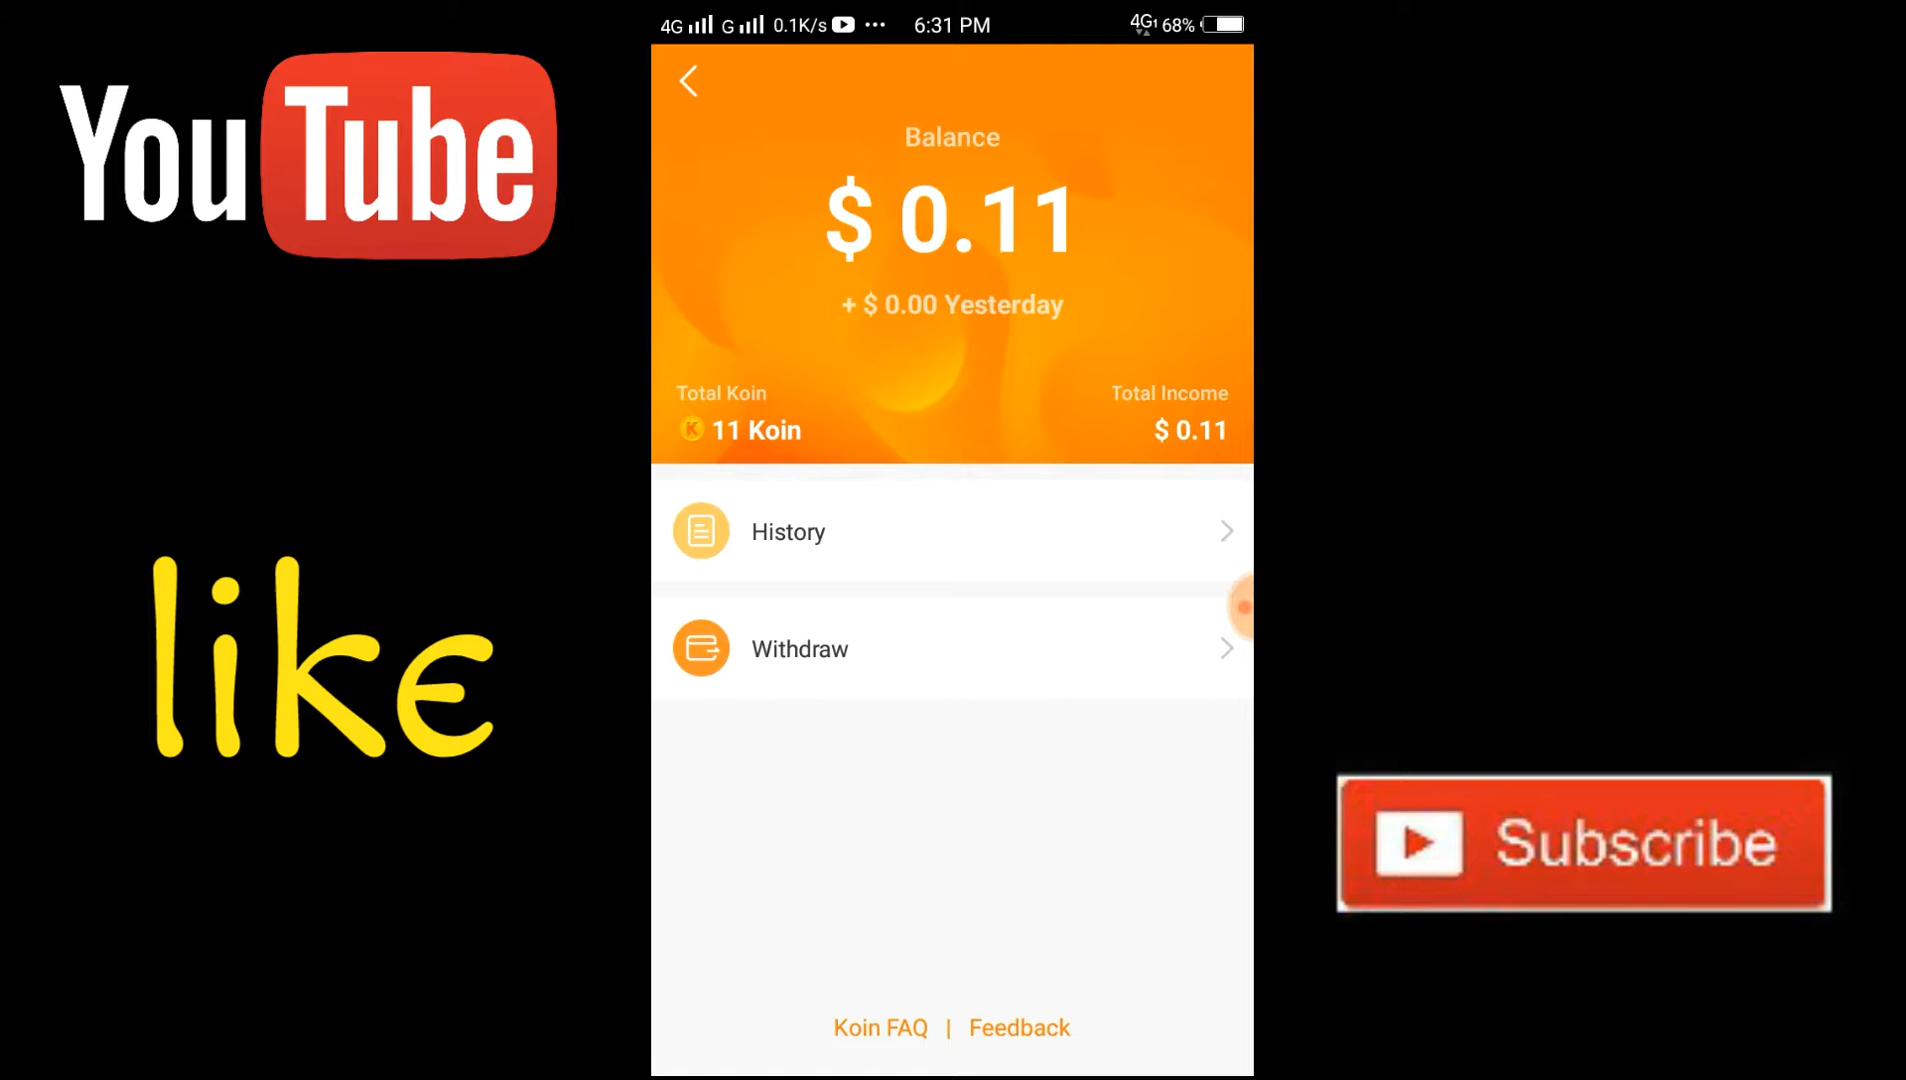 4G G 0.1K/s ... 6:31 PM 4G1 68%
YouTube
Balance
$ 0.11
+ $ 0.00 Yesterday
Total Koin Total Income
K 11 Koin $ 0.11
History
Withdraw
like
Subscribe
Koin FAQ | Feedback